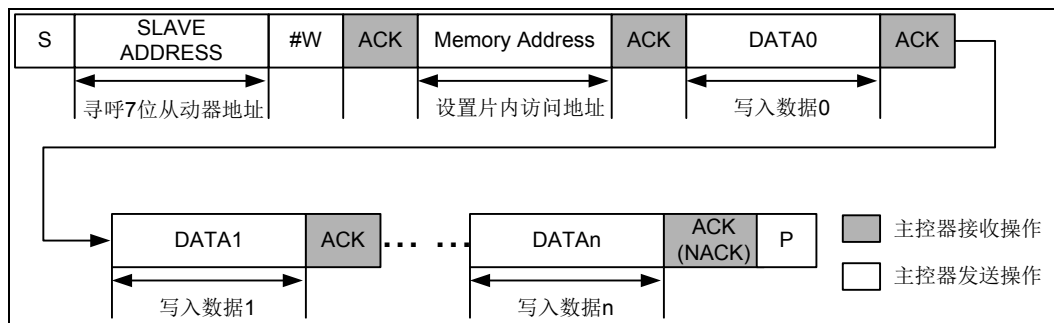 S
SLAVE
ADDRESS
#W
ACK
Memory Address
ACK
DATA0
ACK
寻呼7位从动器地址
设置片内访问地址
写入数据0
DATA1
ACK
... ...
DATAn
ACK
(NACK)
P
主控器接收操作
写入数据1
写入数据n
主控器发送操作